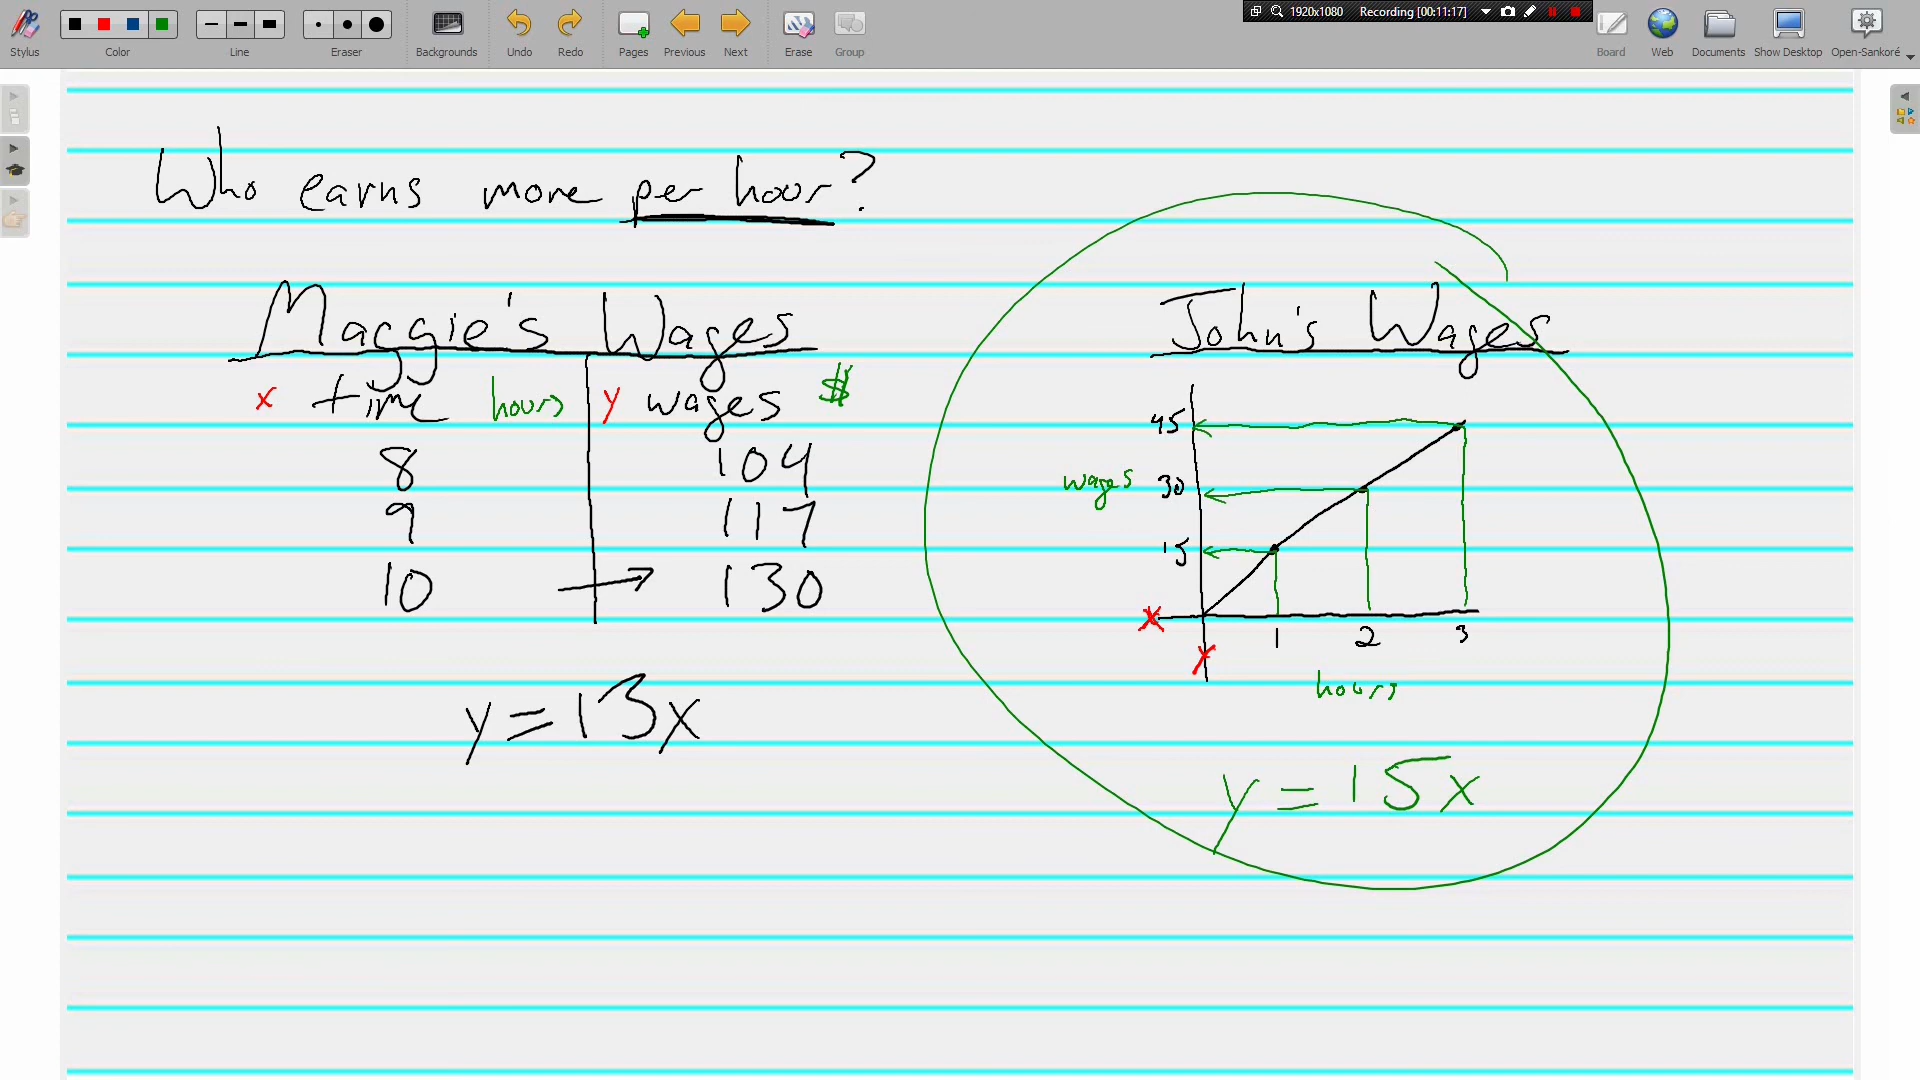 1920x1080 Recording [00:11:17]
Stylus Color Line Eraser Backgrounds Undo Redo Pages Previous Next Erase Group Board Web Documents Show Desktop Open-Sankoré
Who earns more per hour?
Maggie's Wages
x time hours y wages $
8 104
9 117
10 → 130
y=13x
John's Wages
45
wages 30
15
x
1 2 3
y
hours
y=15x